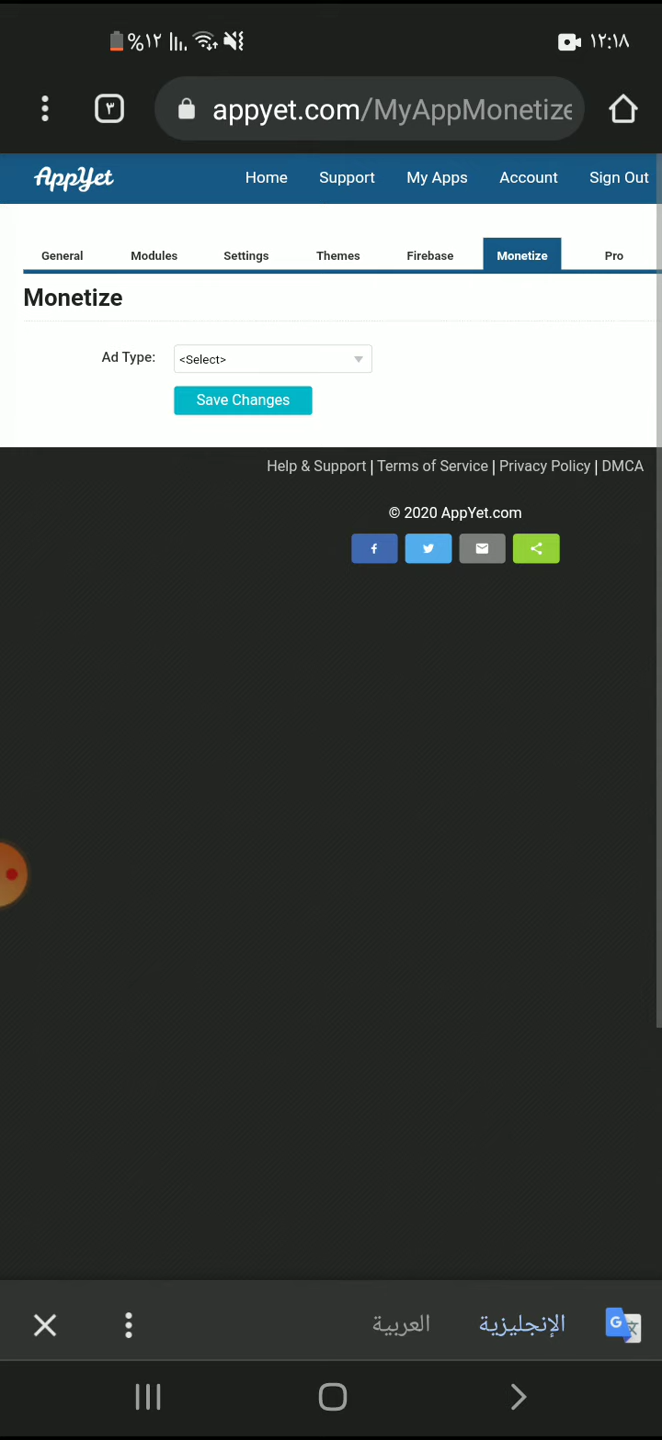 %١٢ ١٢:١٨
٣ appyet.com/MyAppMonetize
AppYet Home Support My Apps Account Sign Out
General Modules Settings Themes Firebase Monetize Pro
Monetize
Ad Type: <Select>
Save Changes
Help & Support | Terms of Service | Privacy Policy | DMCA
© 2020 AppYet.com
الإنجليزية العربية